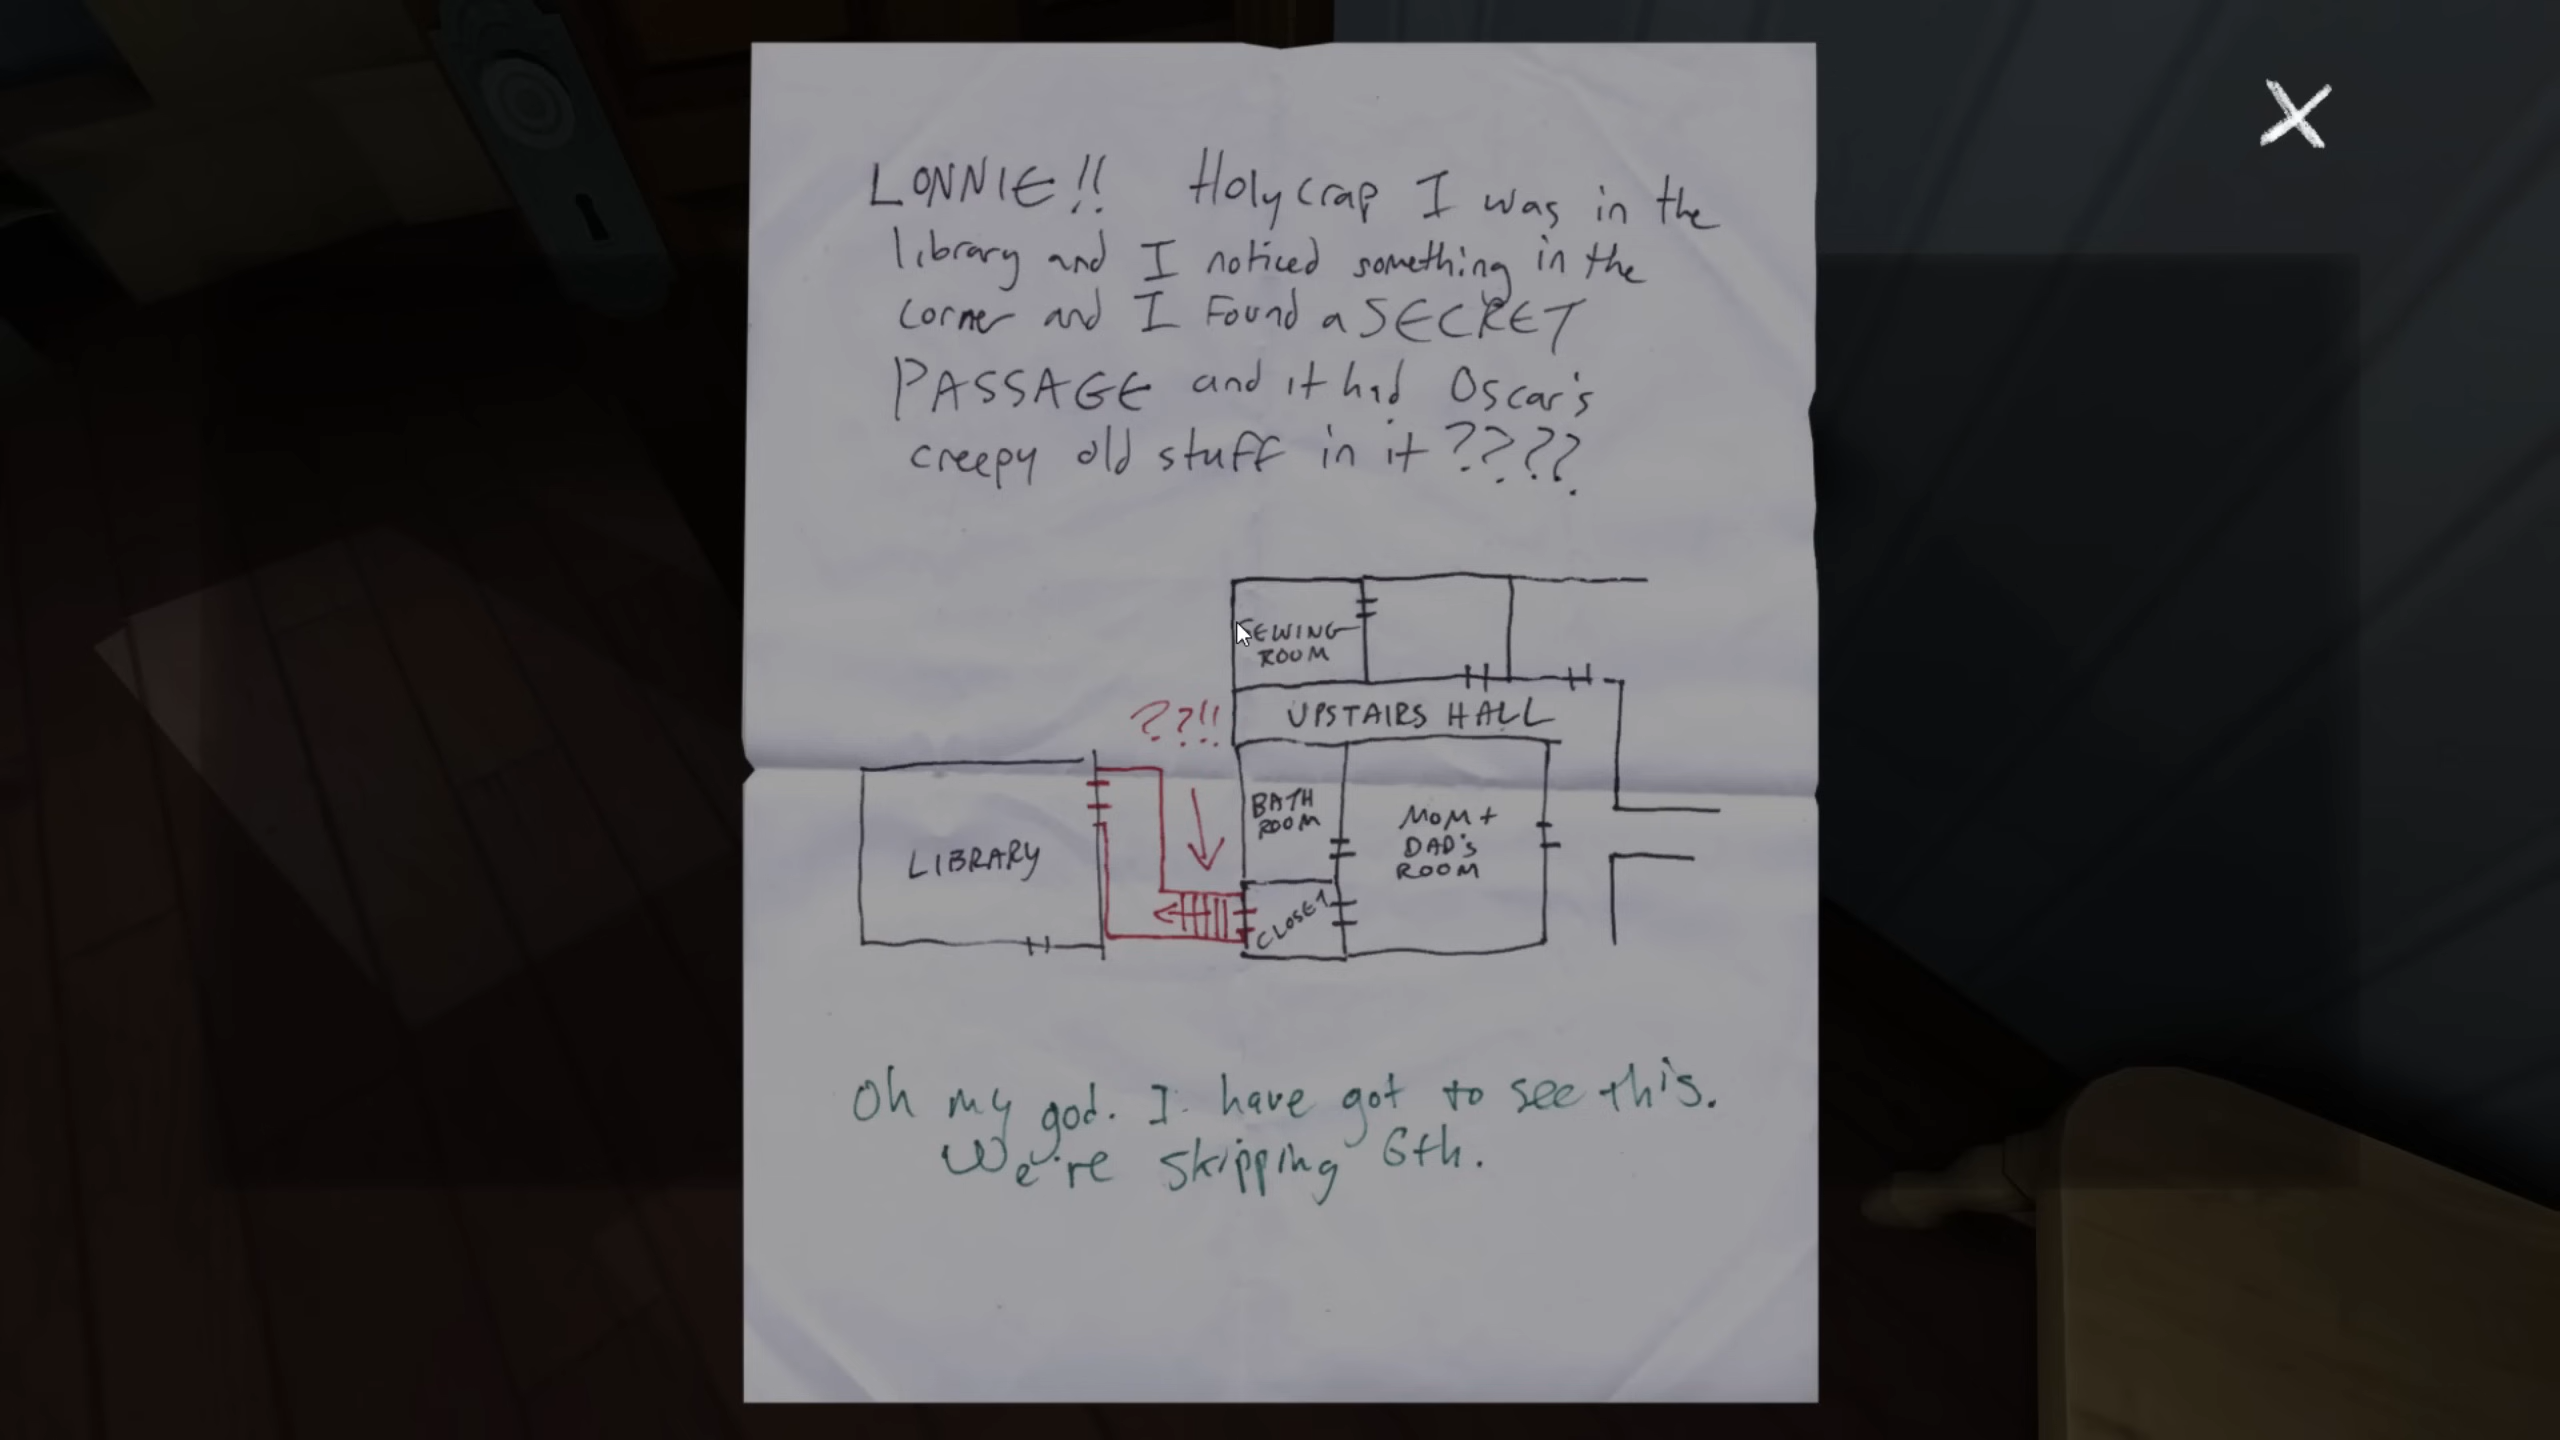 LONNIE!! Holy crap I was in the
library and I noticed something in the
corner and I Found a SECRET
PASSAGE and it had Oscar's
creepy old stuff in it ????
SEWING
ROOM
UPSTAIRS HALL
??!!
BATH
ROOM
MOM +
DAD'S
ROOM
LIBRARY
CLOSET
Oh my god. I have got to see this.
We're skipping 6th.